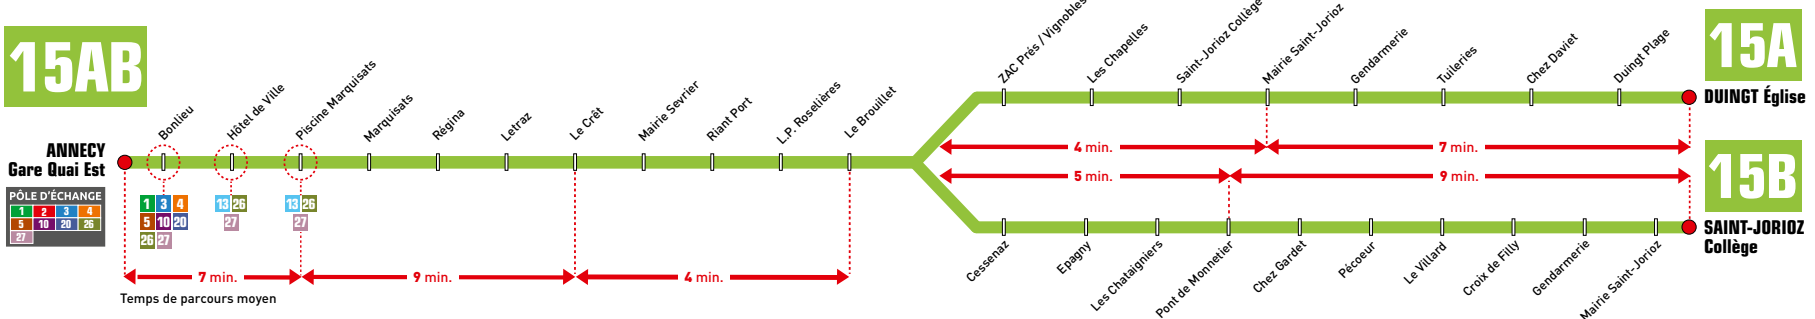 15AB
ANNECY
Gare Quai Est
PÔLE D'ÉCHANGE
1 2 3 4
5 10 20 26
27
Bonlieu
Hôtel de Ville
Piscine Marquisats
Marquisats
Régina
Letraz
Le Crêt
Mairie Sevrier
Riant Port
L.P. Roselières
Le Brouillet
1 3 4
5 10 20
26 27
13 26
27
13 26
27
7 min.
9 min.
4 min.
Temps de parcours moyen
ZAC Prés / Vignobles
Les Chapelles
Saint-Jorioz Collège
Mairie Saint-Jorioz
Gendarmerie
Tuileries
Chez Daviet
Duingt Plage
15A
DUINGT Église
4 min.
7 min.
5 min.
9 min.
15B
SAINT-JORIOZ
Collège
Cessenaz
Epagny
Les Chataigniers
Pont de Monnetier
Chez Gardet
Pécoeur
Le Villard
Croix de Filly
Gendarmerie
Mairie Saint-Jorioz